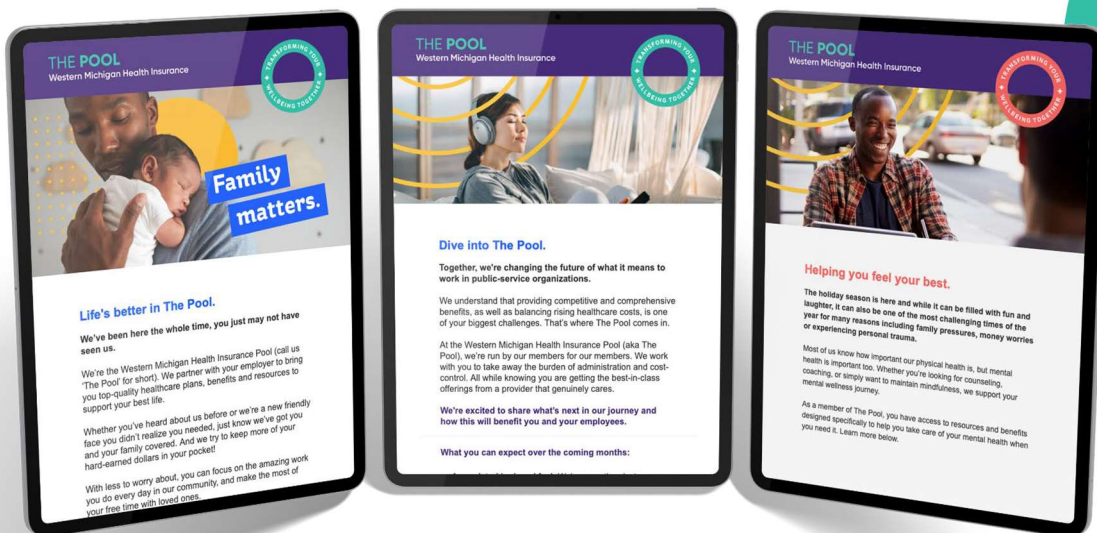 THE POOL
Western Michigan Health Insurance
TRANSFORMING YOUR WELLBEING TOGETHER
Family
matters.
Life's better in The Pool.
We've been here the whole time, you just may not have
seen us.
We're the Western Michigan Health Insurance Pool (call us
'The Pool' for short). We partner with your employer to bring
you top-quality healthcare plans, benefits and resources to
support your best life.
Whether you've heard about us before or we're a new friendly
face you didn't realize you needed, just know we've got you
and your family covered. And we try to keep more of your
hard-earned dollars in your pocket!
With less to worry about, you can focus on the amazing work
you do every day in our community, and make the most of
your free time with loved ones.
THE POOL
Western Michigan Health Insurance
TRANSFORMING YOUR WELLBEING TOGETHER
Dive into The Pool.
Together, we're changing the future of what it means to
work in public-service organizations.
We understand that providing competitive and comprehensive
benefits, as well as balancing rising healthcare costs, is one
of your biggest challenges. That's where The Pool comes in.
At the Western Michigan Health Insurance Pool (aka The
Pool), we're run by our members for our members. We work
with you to take away the burden of administration and cost-
control. All while knowing you are getting the best-in-class
offerings from a provider that genuinely cares.
We're excited to share what's next in our journey and
how this will benefit you and your employees.
What you can expect over the coming months:
THE POOL
Western Michigan Health Insurance
TRANSFORMING YOUR WELLBEING TOGETHER
Helping you feel your best.
The holiday season is here and while it can be filled with fun and
laughter, it can also be one of the most challenging times of the
year for many reasons including family pressures, money worries
or experiencing personal trauma.
Most of us know how important our physical health is, but mental
health is important too. Whether you're looking for counseling,
coaching, or simply want to maintain mindfulness, we support your
mental wellness journey.
As a member of The Pool, you have access to resources and benefits
designed specifically to help you take care of your mental health when
you need it. Learn more below.